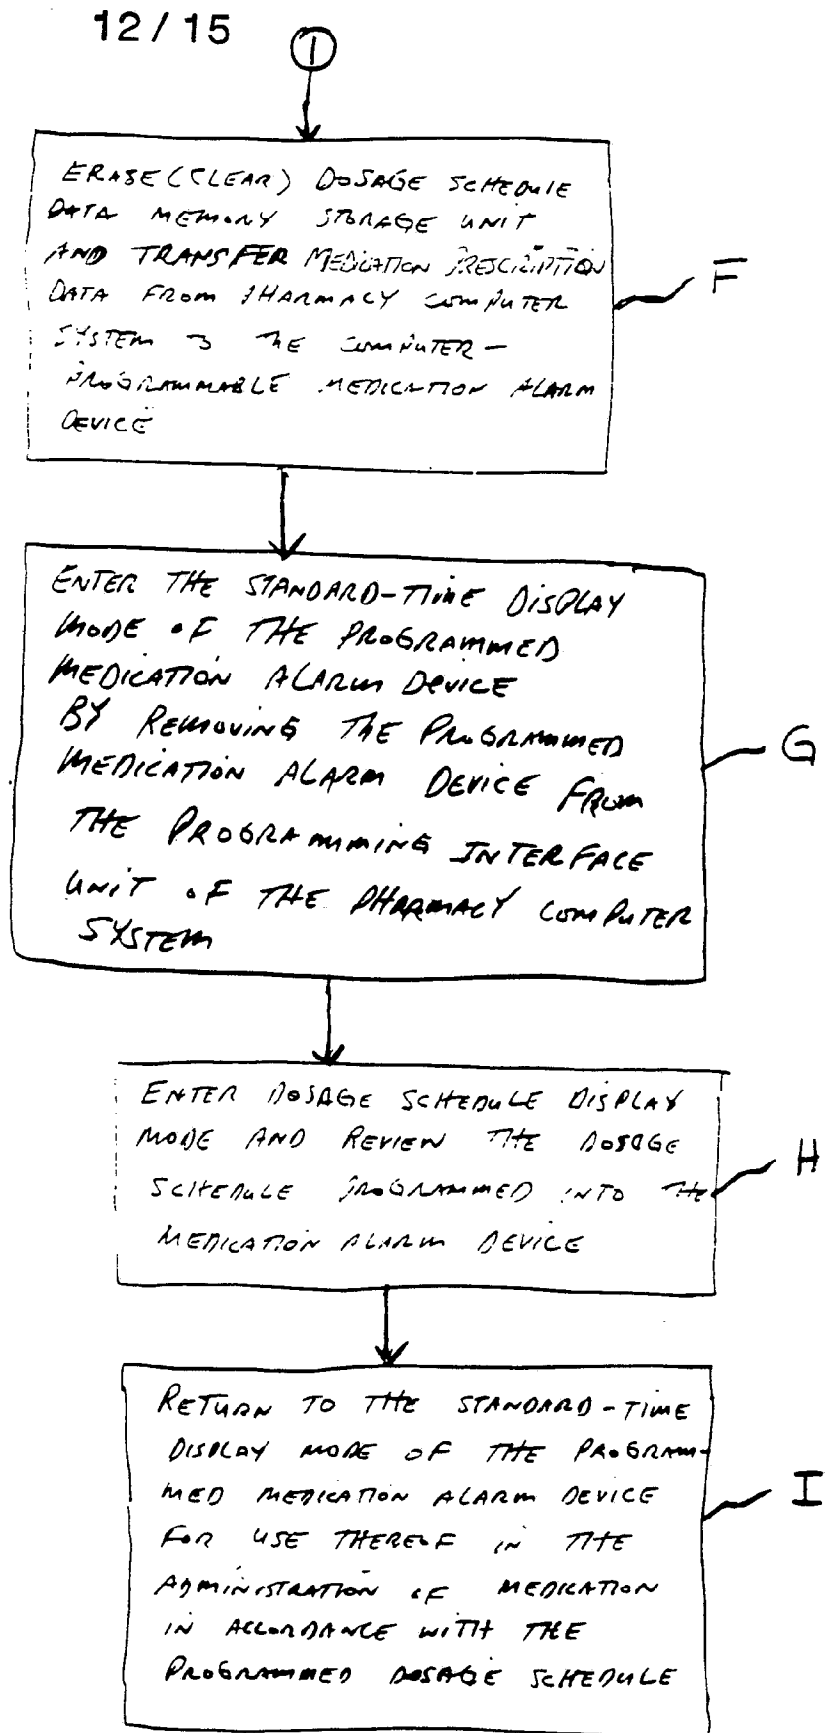 12/15
1
ERASE (CLEAR) DOSAGE SCHEDULE
DATA MEMORY STORAGE UNIT
AND TRANSFER MEDICATION PRESCRIPTION
DATA FROM PHARMACY COMPUTER
SYSTEM TO THE COMPUTER-
PROGRAMMABLE MEDICATION ALARM
DEVICE
F
ENTER THE STANDARD-TIME DISPLAY
MODE OF THE PROGRAMMED
MEDICATION ALARM DEVICE
BY REMOVING THE PROGRAMMED
MEDICATION ALARM DEVICE FROM
THE PROGRAMMING INTERFACE
UNIT OF THE PHARMACY COMPUTER
SYSTEM
G
ENTER DOSAGE SCHEDULE DISPLAY
MODE AND REVIEW THE DOSAGE
SCHEDULE PROGRAMMED INTO THE
MEDICATION ALARM DEVICE
H
RETURN TO THE STANDARD-TIME
DISPLAY MODE OF THE PROGRAM-
MED MEDICATION ALARM DEVICE
FOR USE THEREOF IN THE
ADMINISTRATION OF MEDICATION
IN ACCORDANCE WITH THE
PROGRAMMED DOSAGE SCHEDULE
I